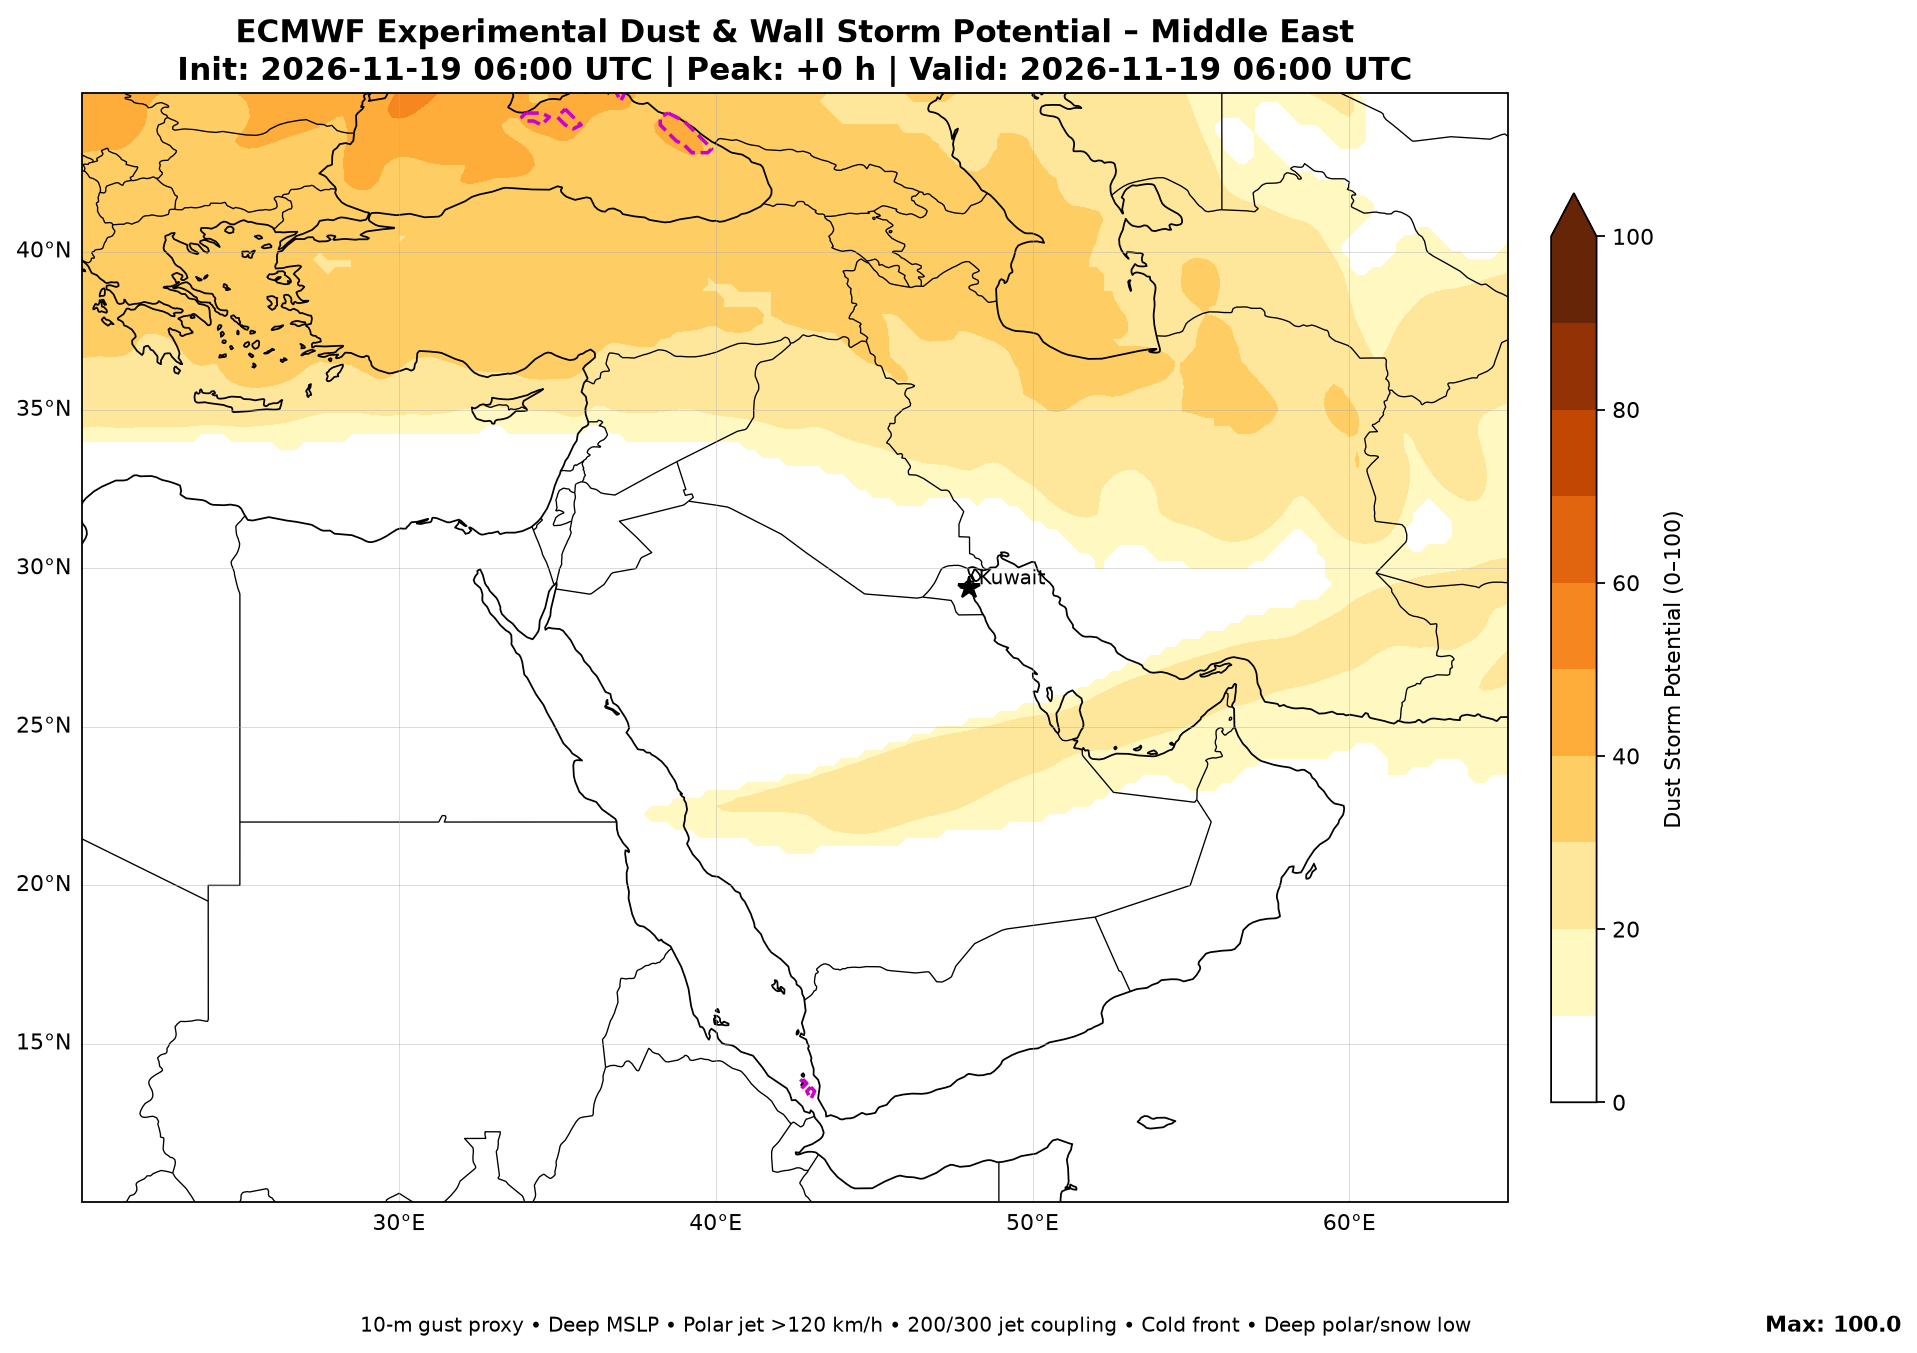 ECMWF Experimental Dust & Wall Storm Potential – Middle East
Init: 2026-11-19 06:00 UTC | Peak: +0 h | Valid: 2026-11-19 06:00 UTC
40°N
35°N
30°N
25°N
20°N
15°N
Kuwait
30°E
40°E
50°E
60°E
100
80
60
40
20
0
Dust Storm Potential (0–100)
10-m gust proxy • Deep MSLP • Polar jet >120 km/h • 200/300 jet coupling • Cold front • Deep polar/snow low
Max: 100.0